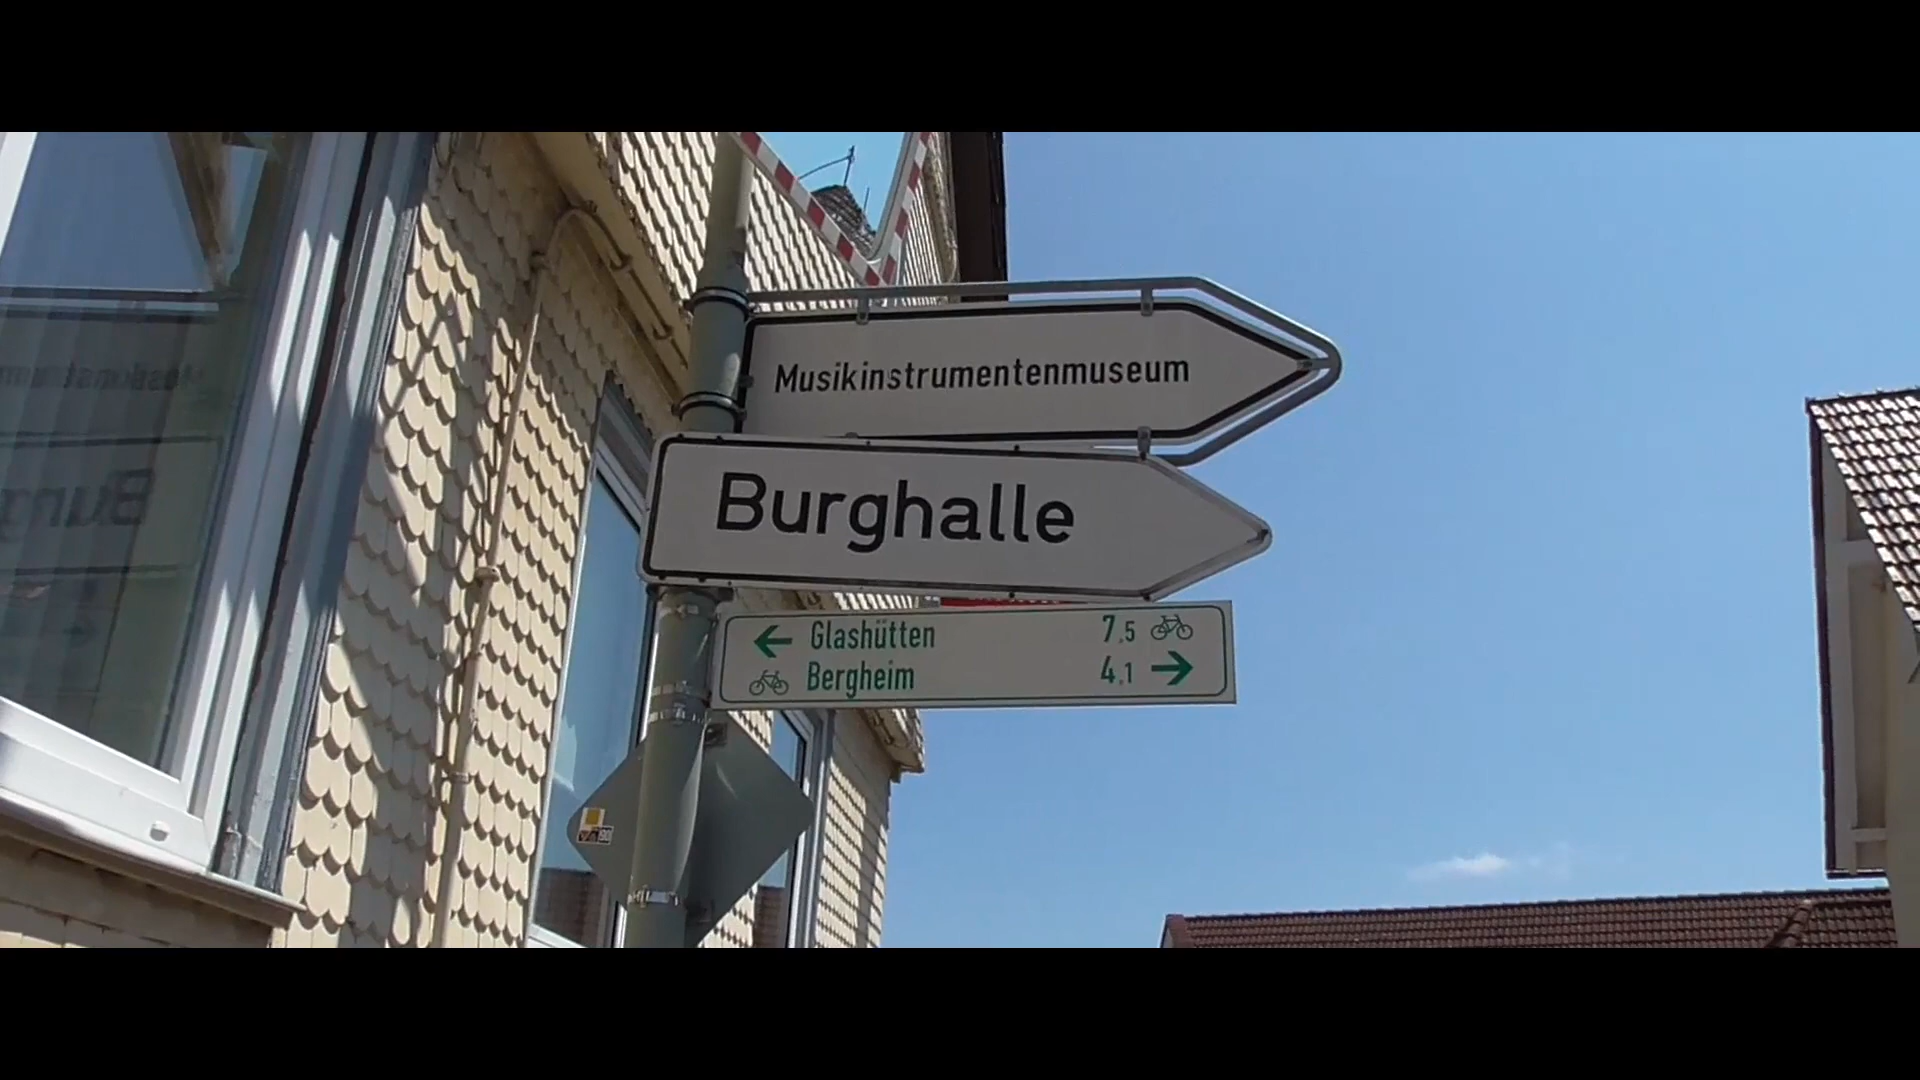 Musikinstrumentenmuseum
Burghalle
Glashütten 7,5
Bergheim 4,1